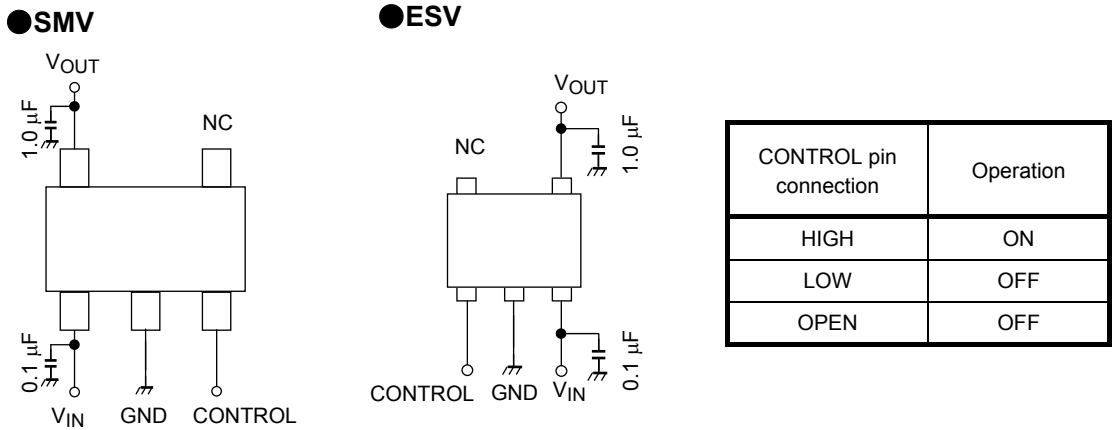 ●SMV
VOUT
1.0 μF
NC
0.1 μF
VIN GND CONTROL
●ESV
VOUT
NC
1.0 μF
0.1 μF
CONTROL GND VIN
CONTROL pin
connection
Operation
HIGH ON
LOW OFF
OPEN OFF